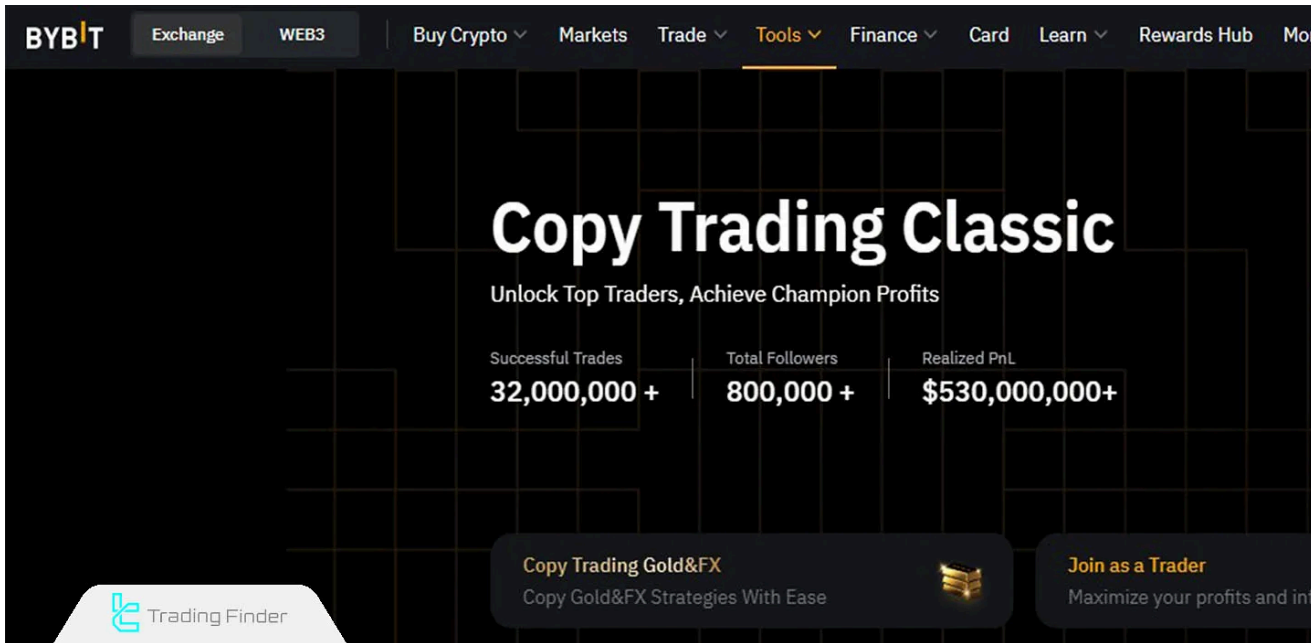 BYBIT Exchange WEB3 Buy Crypto Markets Trade Tools Finance Card Learn Rewards Hub
Copy Trading Classic
Unlock Top Traders, Achieve Champion Profits
Successful Trades Total Followers Realized PnL
32,000,000 + 800,000 + $530,000,000+
Copy Trading Gold&FX Join as a Trader
Copy Gold&FX Strategies With Ease Maximize your profits and
Trading Finder